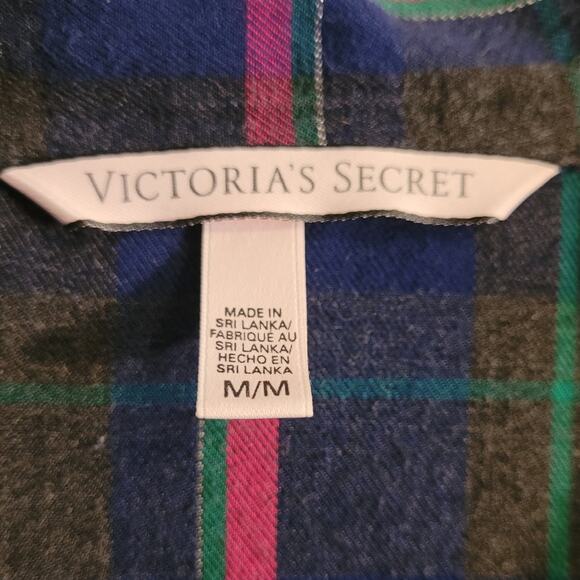 VICTORIA'S SECRET
MADE IN
SRI LANKA/
FABRIQUÉ AU
SRI LANKA/
HECHO EN
SRI LANKA
M/M